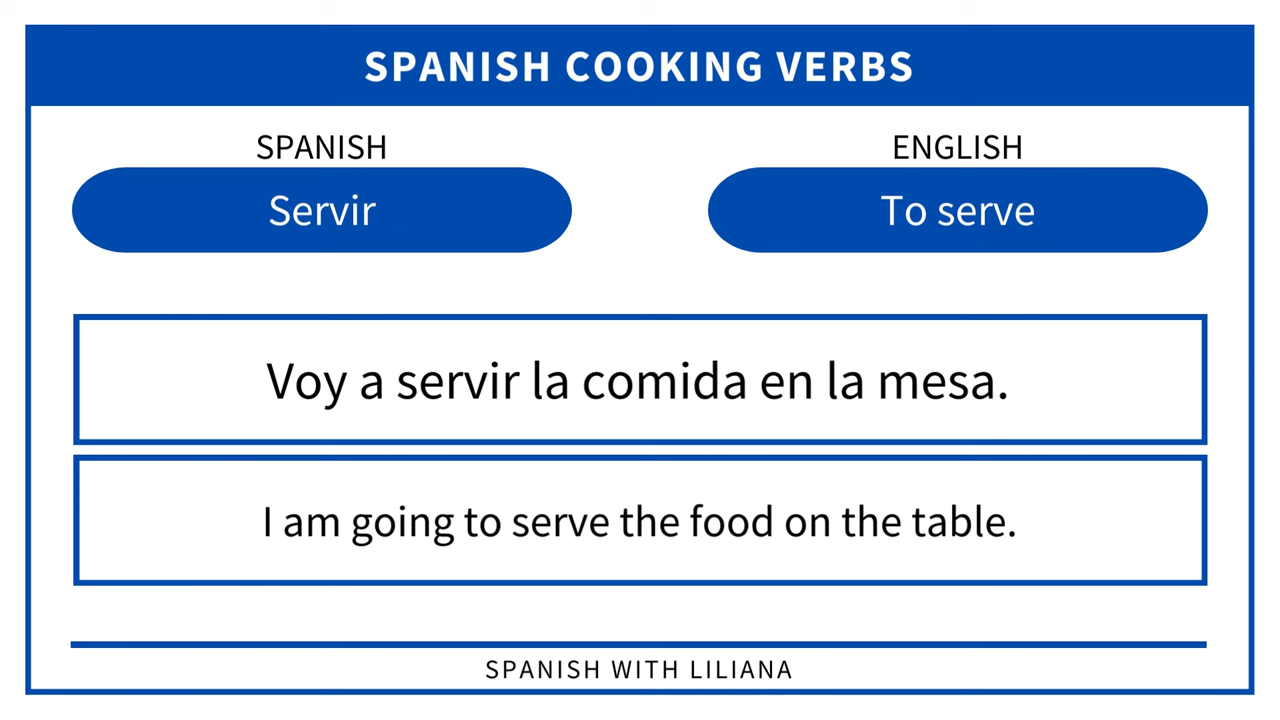 SPANISH COOKING VERBS
SPANISH
Servir
ENGLISH
To serve
Voy a servir la comida en la mesa.
I am going to serve the food on the table.
SPANISH WITH LILIANA